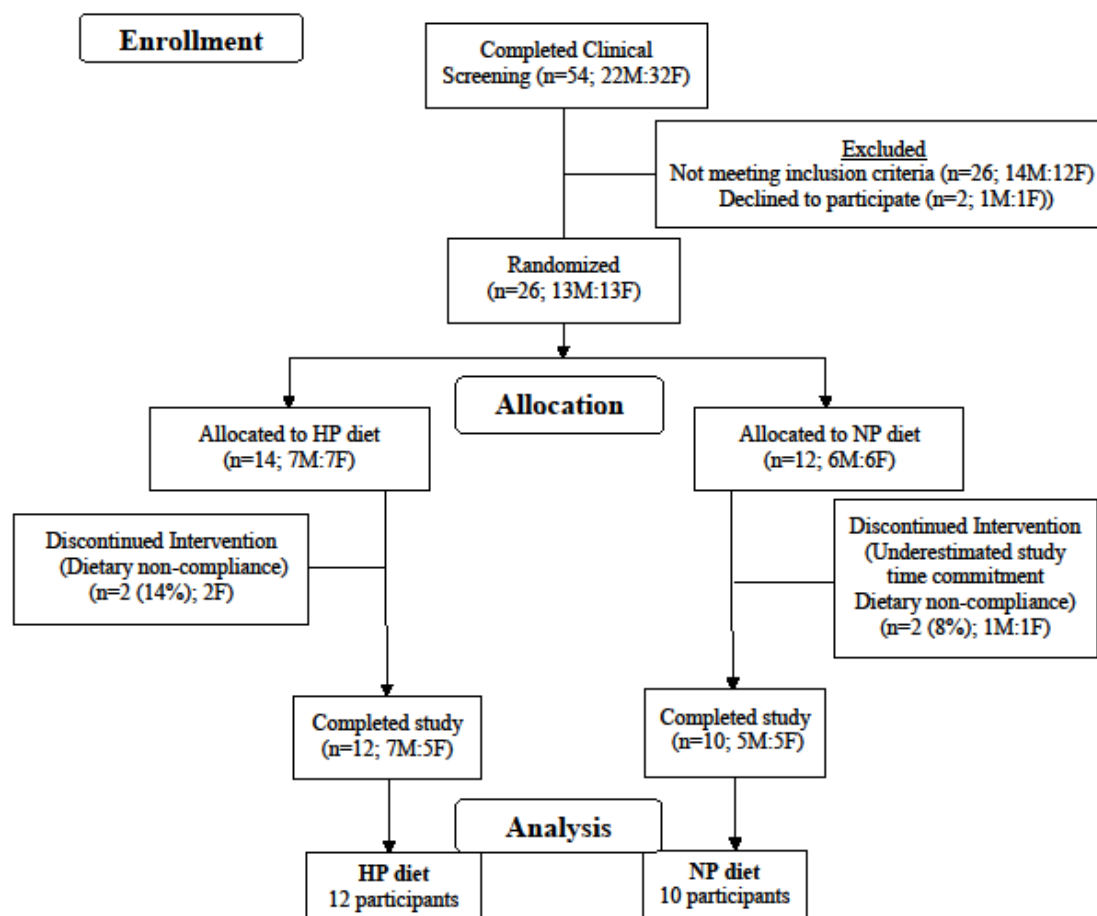 Enrollment
Completed Clinical
Screening (n=54; 22M:32F)
Excluded
Not meeting inclusion criteria (n=26; 14M:12F)
Declined to participate (n=2; 1M:1F))
Randomized
(n=26; 13M:13F)
Allocation
Allocated to HP diet
(n=14; 7M:7F)
Allocated to NP diet
(n=12; 6M:6F)
Discontinued Intervention
(Dietary non-compliance)
(n=2 (14%); 2F)
Discontinued Intervention
(Underestimated study
time commitment
Dietary non-compliance)
(n=2 (8%); 1M:1F)
Completed study
(n=12; 7M:5F)
Completed study
(n=10; 5M:5F)
Analysis
HP diet
12 participants
NP diet
10 participants